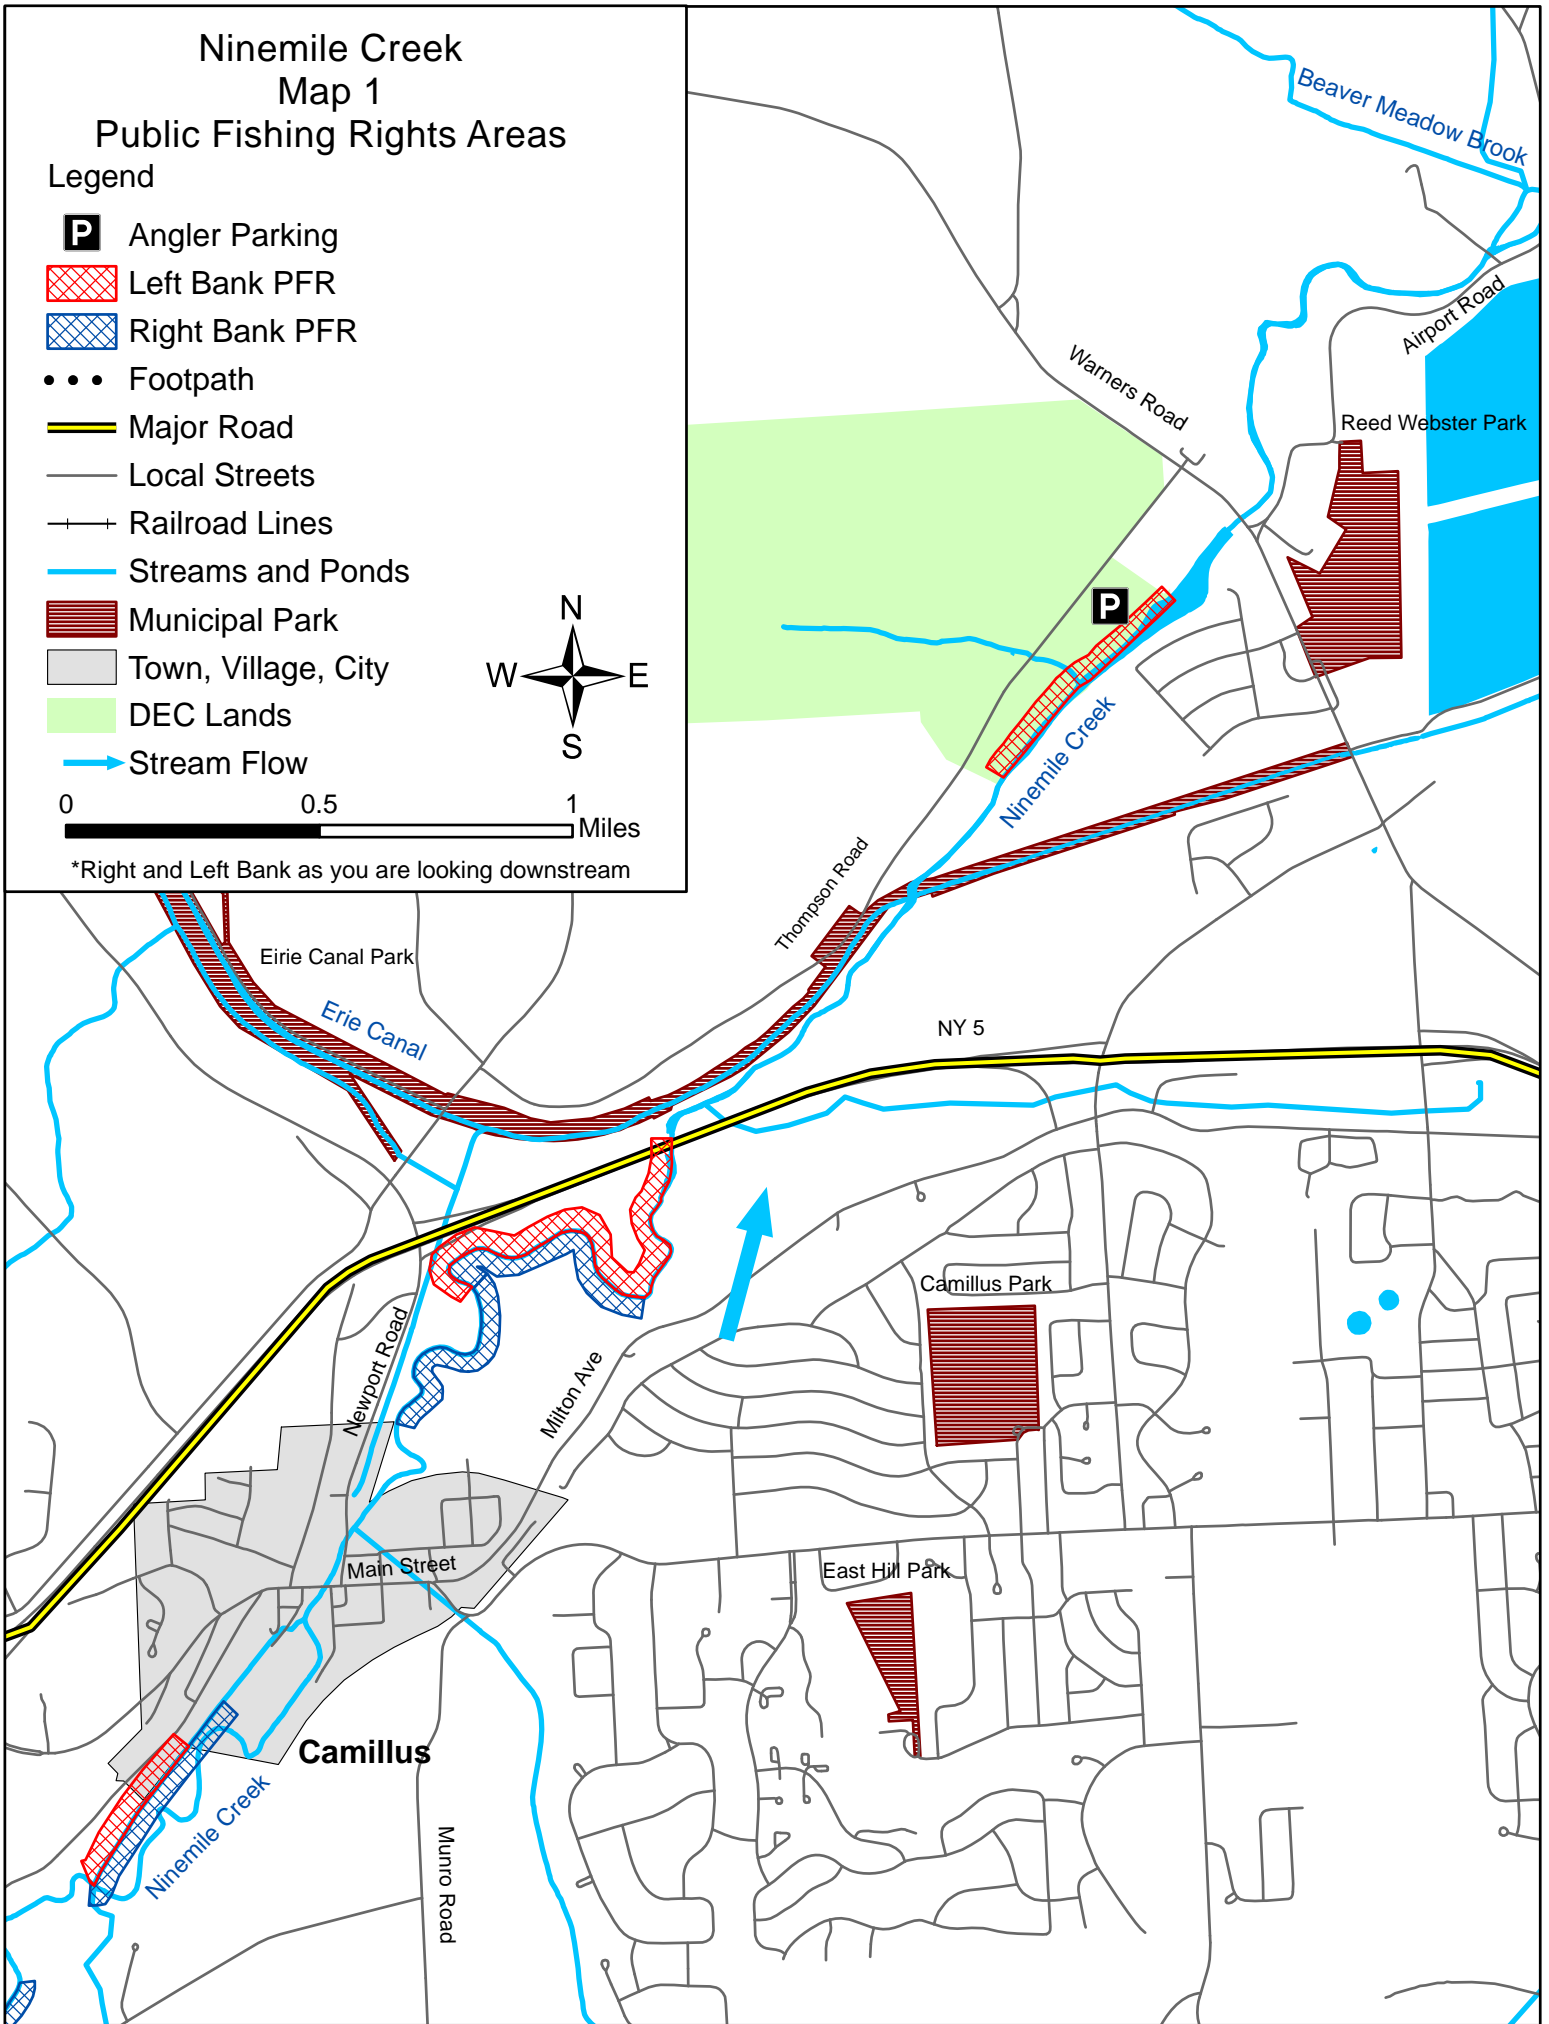 Ninemile Creek
Map 1
Public Fishing Rights Areas
Legend
P Angler Parking
Left Bank PFR
Right Bank PFR
Footpath
Major Road
Local Streets
Railroad Lines
Streams and Ponds
Municipal Park
Town, Village, City
DEC Lands
Stream Flow
N
W E
S
0 0.5 1
Miles
*Right and Left Bank as you are looking downstream
Beaver Meadow Brook
Airport Road
Warners Road
Reed Webster Park
P
Ninemile Creek
Thompson Road
Eirie Canal Park
Erie Canal
NY 5
Camillus Park
Newport Road
Milton Ave
Main Street
East Hill Park
Camillus
Ninemile Creek
Munro Road